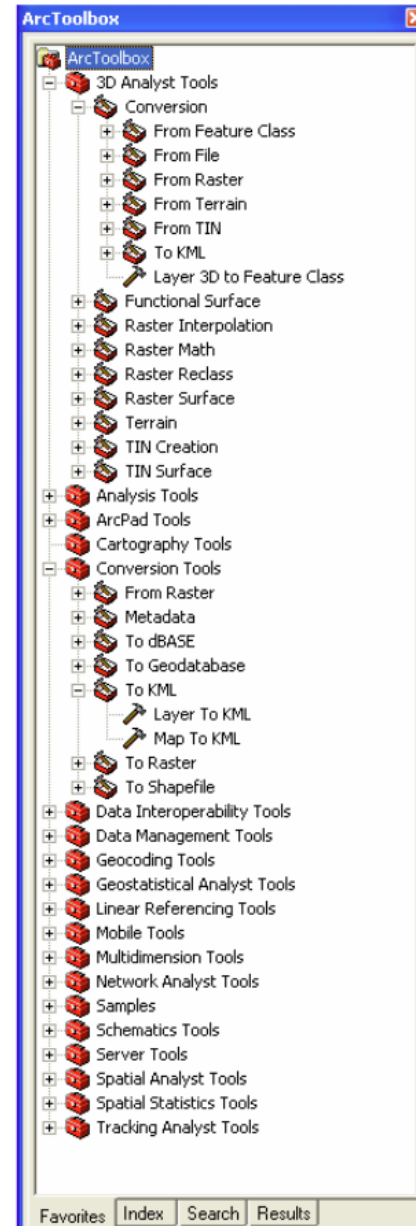 ArcToolbox
ArcToolbox
3D Analyst Tools
Conversion
From Feature Class
From File
From Raster
From Terrain
From TIN
To KML
Layer 3D to Feature Class
Functional Surface
Raster Interpolation
Raster Math
Raster Reclass
Raster Surface
Terrain
TIN Creation
TIN Surface
Analysis Tools
ArcPad Tools
Cartography Tools
Conversion Tools
From Raster
Metadata
To dBASE
To Geodatabase
To KML
Layer To KML
Map To KML
To Raster
To Shapefile
Data Interoperability Tools
Data Management Tools
Geocoding Tools
Geostatistical Analyst Tools
Linear Referencing Tools
Mobile Tools
Multidimension Tools
Network Analyst Tools
Samples
Schematics Tools
Server Tools
Spatial Analyst Tools
Spatial Statistics Tools
Tracking Analyst Tools
Favorites Index Search Results